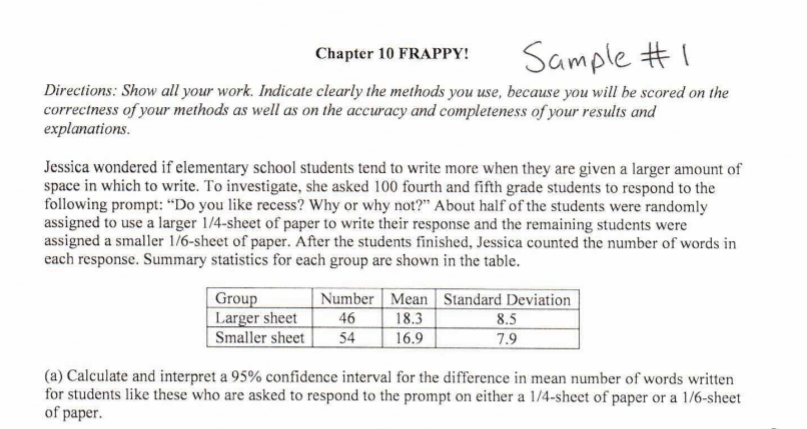 Chapter 10 FRAPPY! Sample #1
Directions: Show all your work. Indicate clearly the methods you use, because you will be scored on the
correctness of your methods as well as on the accuracy and completeness of your results and
explanations.
Jessica wondered if elementary school students tend to write more when they are given a larger amount of
space in which to write. To investigate, she asked 100 fourth and fifth grade students to respond to the
following prompt: “Do you like recess? Why or why not?” About half of the students were randomly
assigned to use a larger 1/4-sheet of paper to write their response and the remaining students were
assigned a smaller 1/6-sheet of paper. After the students finished, Jessica counted the number of words in
each response. Summary statistics for each group are shown in the table.
Group Number Mean Standard Deviation
Larger sheet 46 18.3 8.5
Smaller sheet 54 16.9 7.9
(a) Calculate and interpret a 95% confidence interval for the difference in mean number of words written
for students like these who are asked to respond to the prompt on either a 1/4-sheet of paper or a 1/6-sheet
of paper.